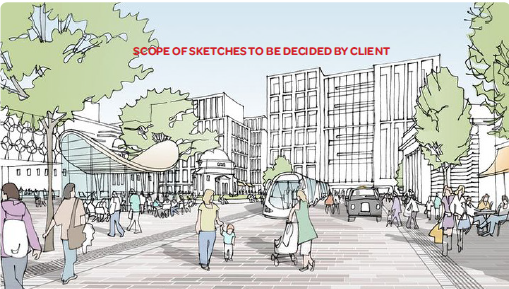 SCOPE OF SKETCHES TO BE DECIDED BY CLIENT